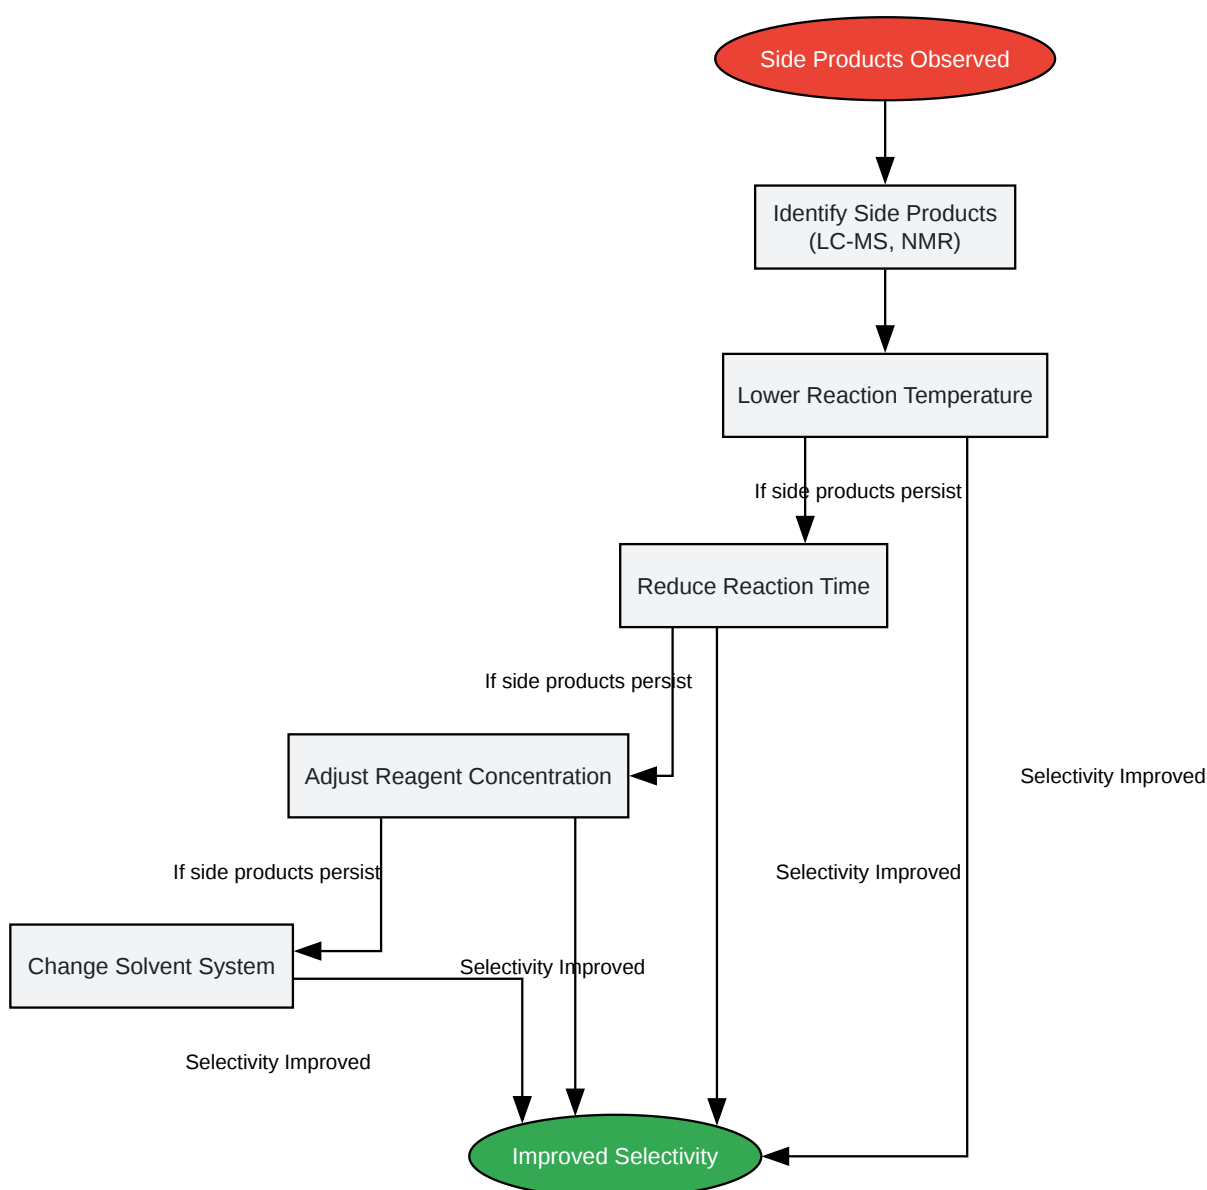 Side Products Observed
Identify Side Products
(LC-MS, NMR)
Lower Reaction Temperature
If side products persist
Reduce Reaction Time
If side products persist
Adjust Reagent Concentration
Selectivity Improved
If side products persist
Selectivity Improved
Change Solvent System
Selectivity Improved
Selectivity Improved
Improved Selectivity